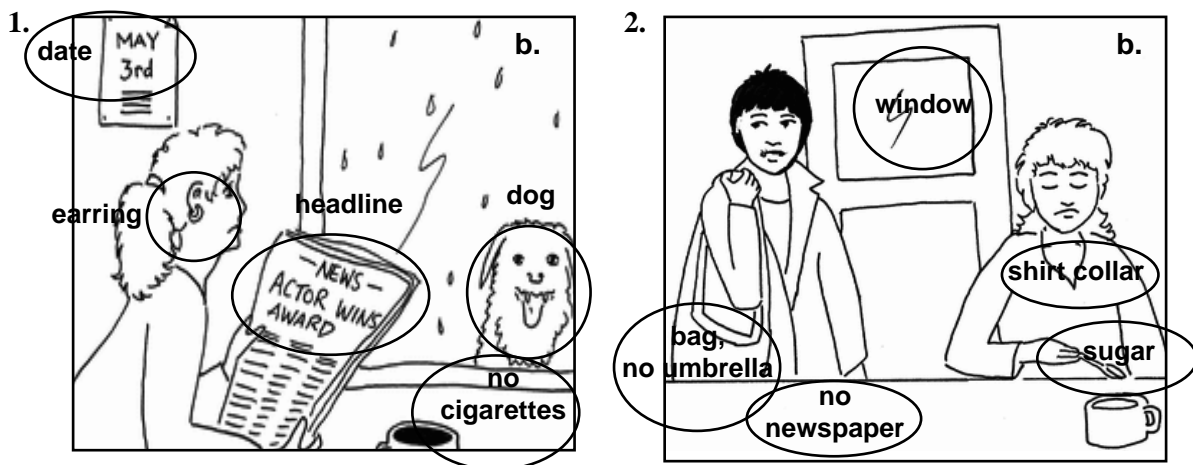 1.
date
MAY
3rd
b.
earring
headline
dog
—NEWS—
ACTOR WINS
AWARD
no
cigarettes
2.
b.
window
shirt collar
bag,
no umbrella
sugar
no
newspaper